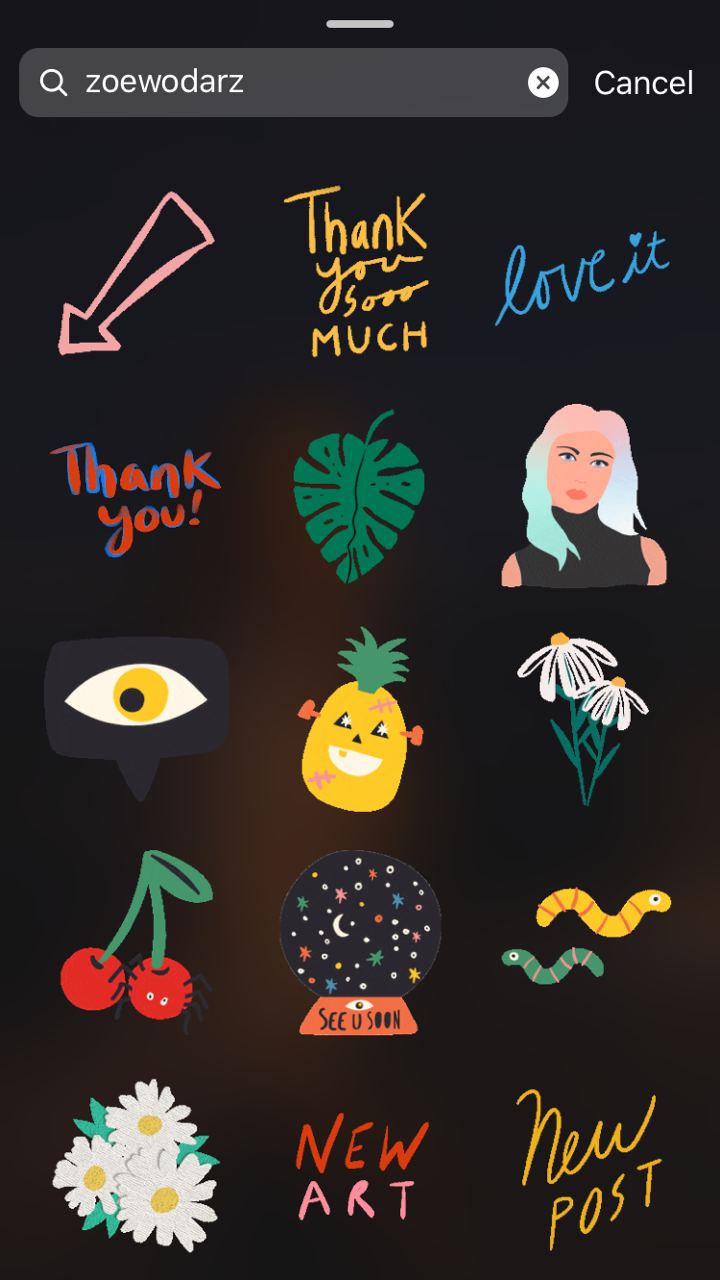 zoewodarz
Cancel
Thank
you
Sooo
MUCH
love it
Thank
you!
SEE U SOON
NEW
ART
New
POST